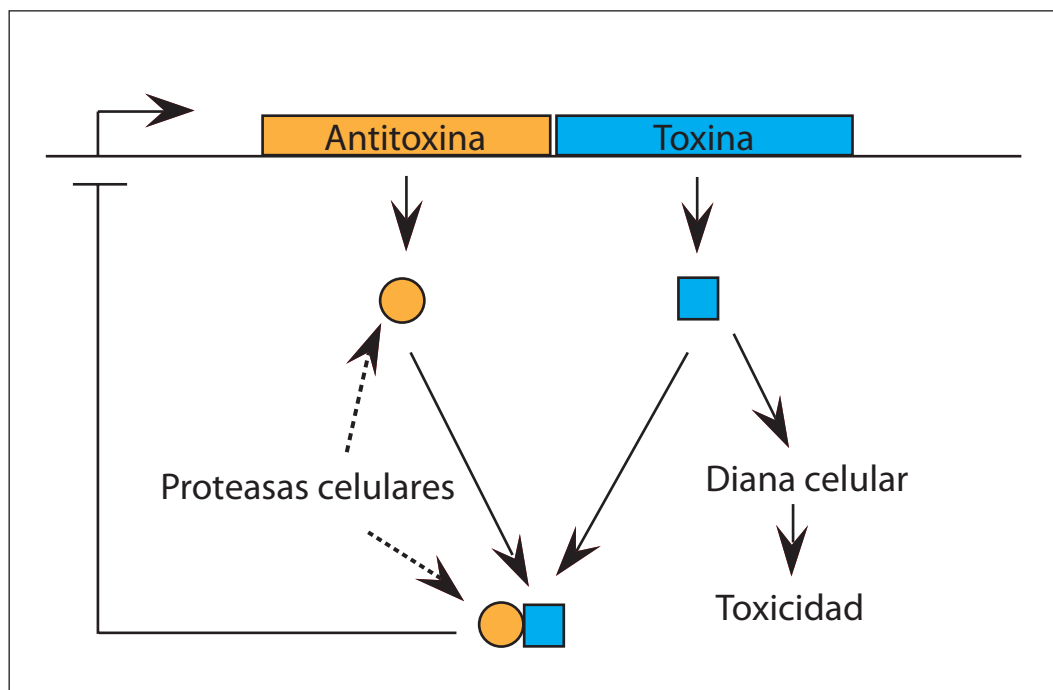 Antitoxina
Toxina
Proteasas celulares
Diana celular
Toxicidad